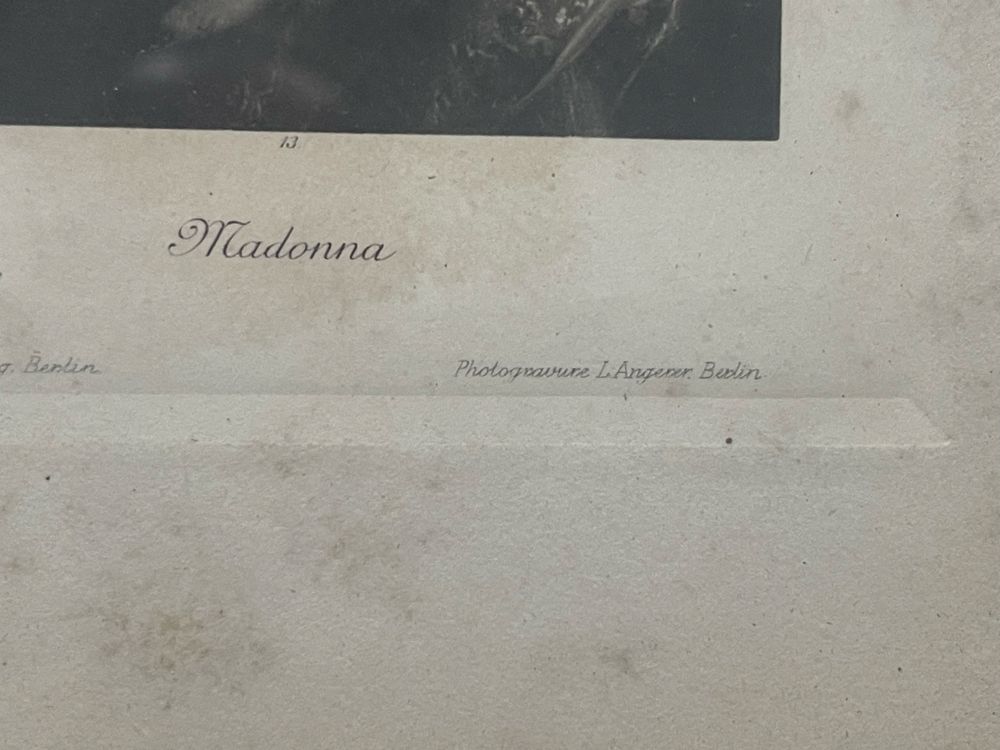 13
Madonna
g. Berlin
Photogravure L. Angerer. Berlin